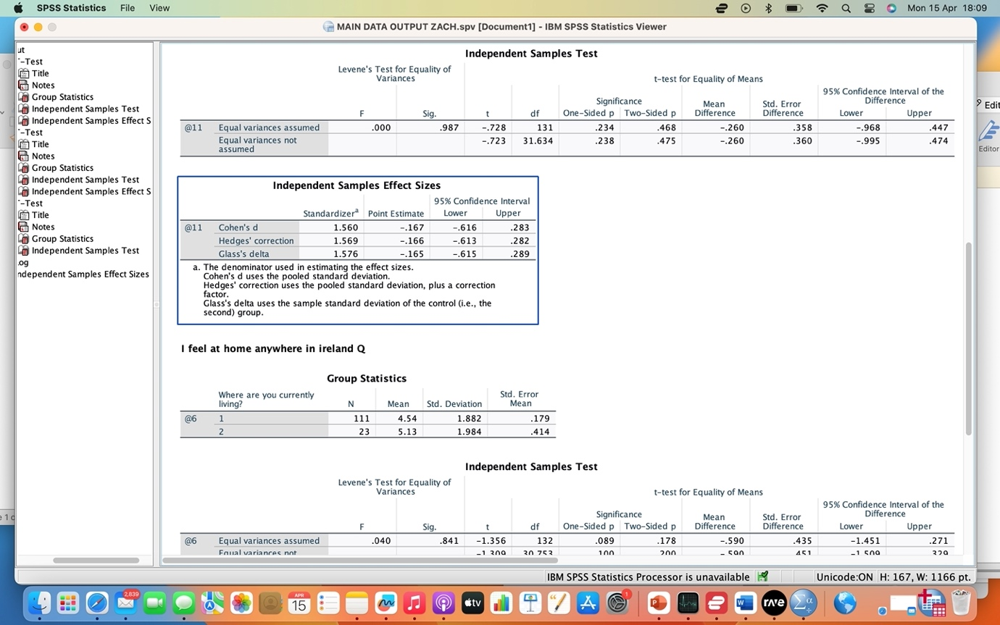 SPSS Statistics File View Mon 15 Apr 18:09
MAIN DATA OUTPUT ZACH.spv [Document1] - IBM SPSS Statistics Viewer
ut
-Test
Title
Notes
Group Statistics
Independent Samples Test
Independent Samples Effect S
-Test
Title
Notes
Group Statistics
Independent Samples Test
Independent Samples Effect S
-Test
Title
Notes
Group Statistics
Independent Samples Test
og
ndependent Samples Effect Sizes
Independent Samples Test
Levene's Test for Equality of
Variances
t-test for Equality of Means
95% Confidence Interval of the
Difference
Significance
Mean
Difference
Std. Error
Difference
F Sig. t df One-Sided p Two-Sided p Lower Upper
@11 Equal variances assumed .000 .987 -.728 131 .234 .468 -.260 .358 -.968 .447
Equal variances not
assumed
-.723 31.634 .238 .475 -.260 .360 -.995 .474
Independent Samples Effect Sizes
95% Confidence Interval
Standardizerª Point Estimate Lower Upper
@11 Cohen's d 1.560 -.167 -.616 .283
Hedges' correction 1.569 -.166 -.613 .282
Glass's delta 1.576 -.165 -.615 .289
a. The denominator used in estimating the effect sizes.
Cohen's d uses the pooled standard deviation.
Hedges' correction uses the pooled standard deviation, plus a correction
factor.
Glass's delta uses the sample standard deviation of the control (i.e., the
second) group.
I feel at home anywhere in ireland Q
Group Statistics
Where are you currently
living?
N Mean Std. Deviation
Std. Error
Mean
@6 1 111 4.54 1.882 .179
2 23 5.13 1.984 .414
Independent Samples Test
Levene's Test for Equality of
Variances
t-test for Equality of Means
95% Confidence Interval of the
Difference
Significance
Mean
Difference
Std. Error
Difference
F Sig. t df One-Sided p Two-Sided p Lower Upper
@6 Equal variances assumed .040 .841 -1.356 132 .089 .178 -.590 .435 -1.451 .271
Equal variances not -1.309 30.753 .100 .200 -.590 .451 -1.509 .329
IBM SPSS Statistics Processor is unavailable Unicode:ON H: 167, W: 1166 pt.
Edit
Editor
2,839
APR
15
tv
1